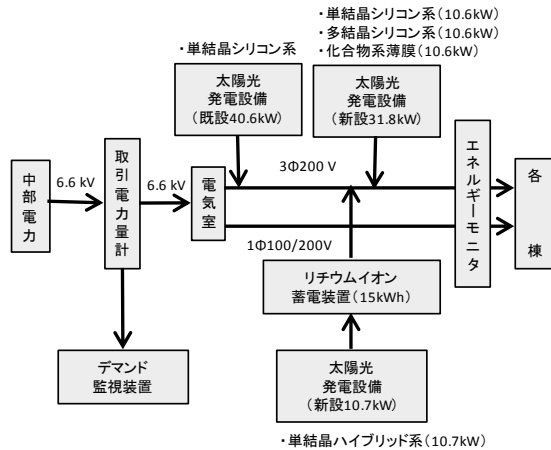 ・単結晶シリコン系(10.6kW)
・多結晶シリコン系(10.6kW)
・化合物系薄膜(10.6kW)
・単結晶シリコン系
太陽光
発電設備
(既設40.6kW)
太陽光
発電設備
(新設31.8kW)
中部電力
6.6 kV
取引電力量計
6.6 kV
電気室
3Φ200 V
1Φ100/200V
エネルギーモニタ
各棟
リチウムイオン
蓄電装置(15kWh)
デマンド
監視装置
太陽光
発電設備
(新設10.7kW)
・単結晶ハイブリッド系(10.7kW)